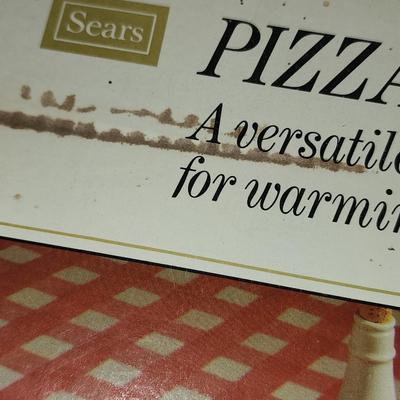 Sears
PIZZA
A versatile
for warmin